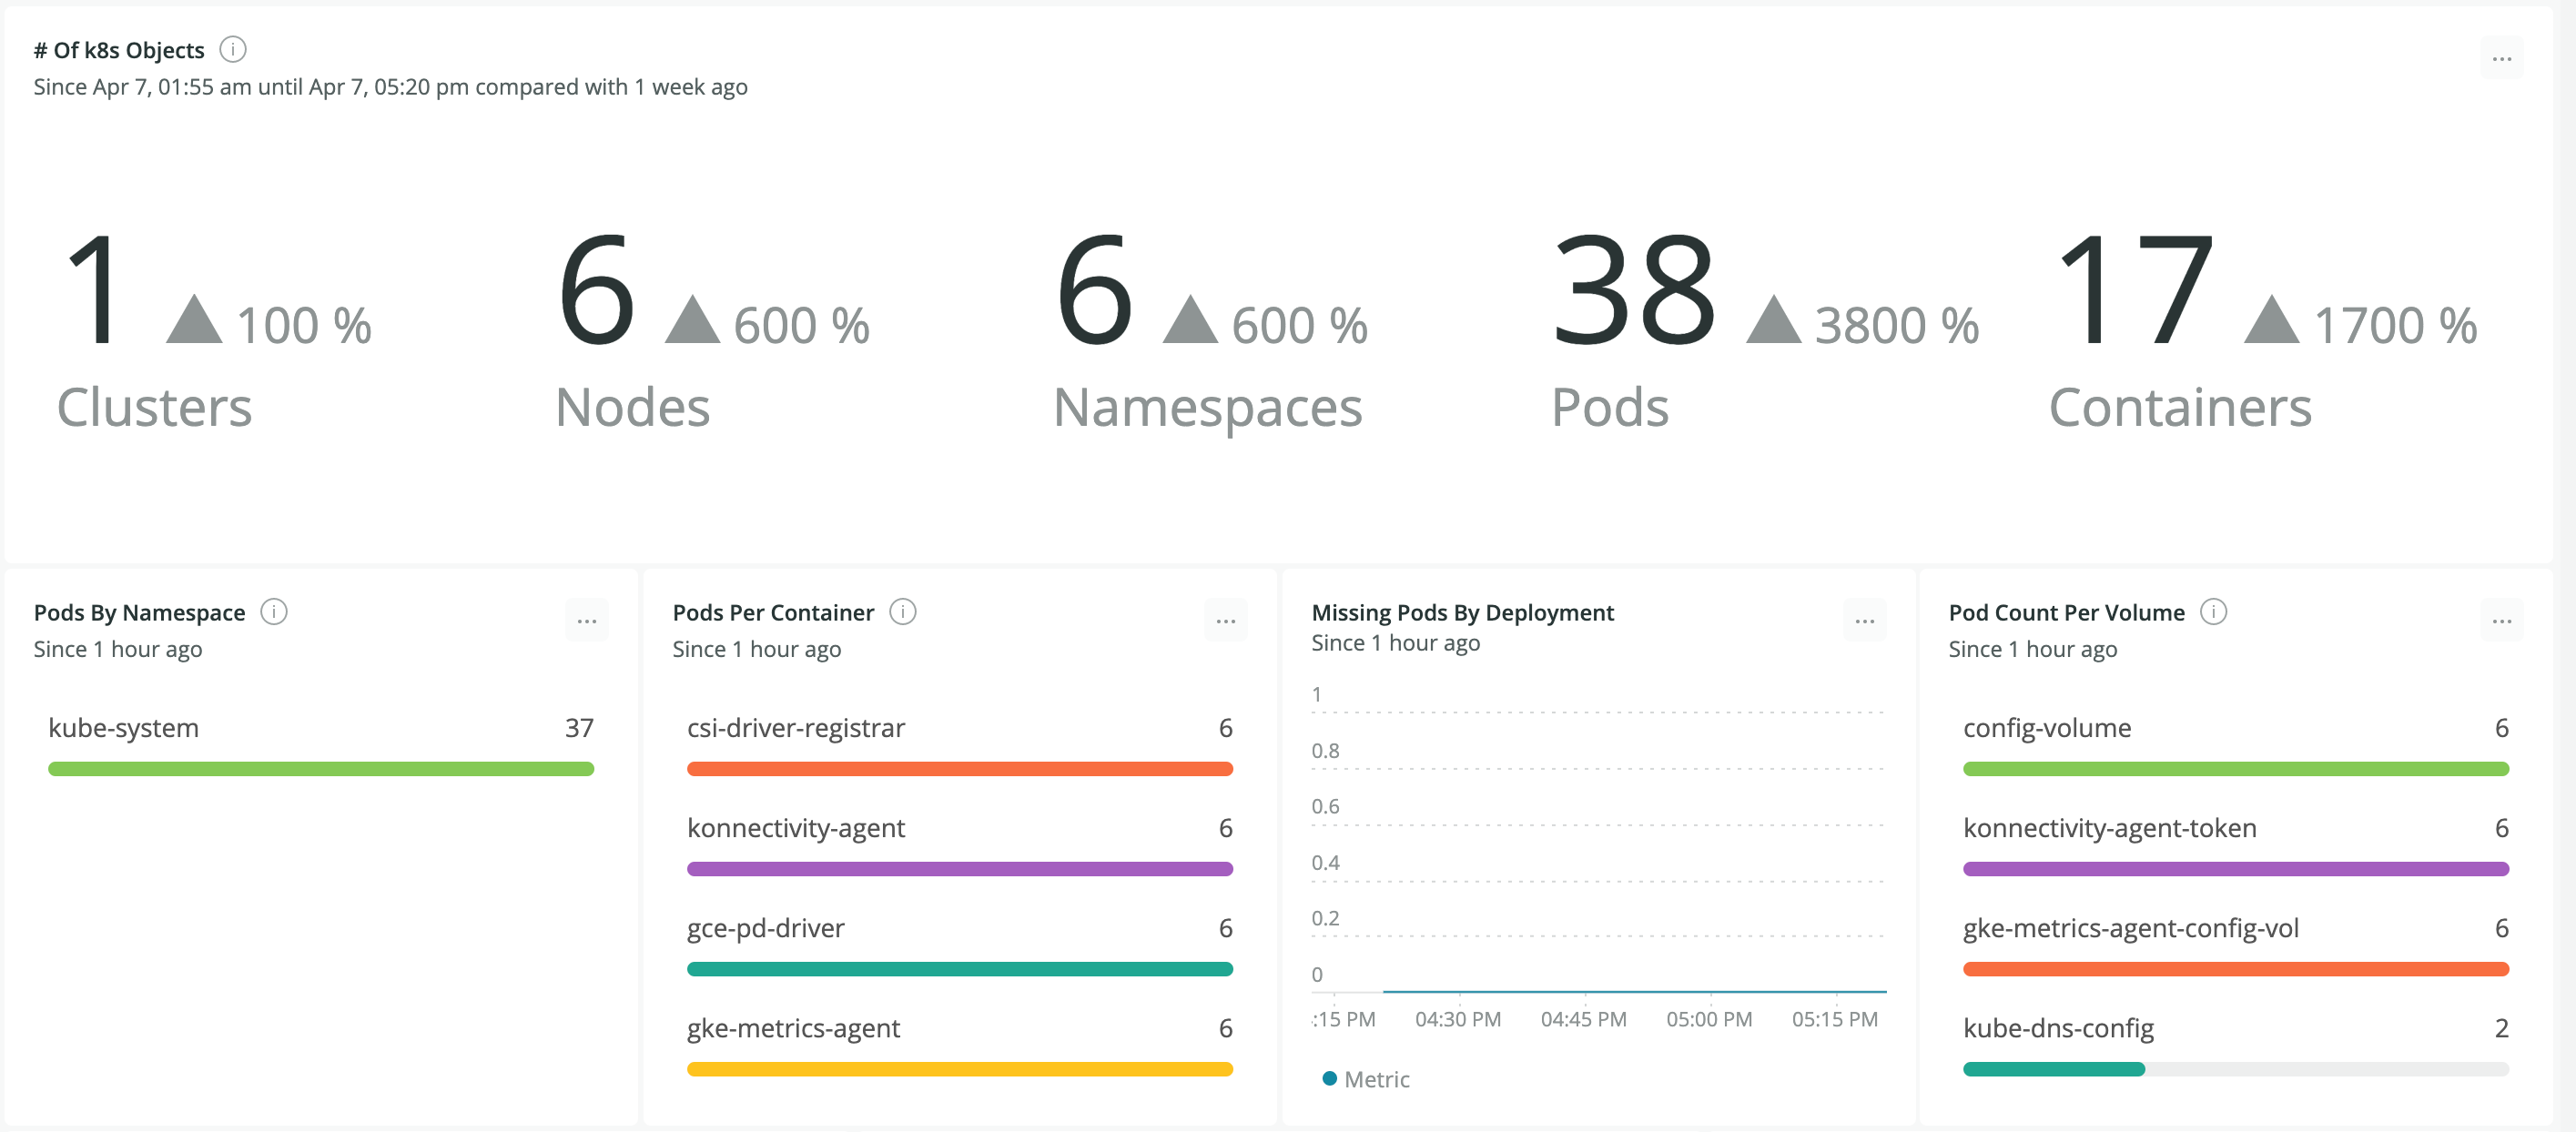 # Of k8s Objects
Since Apr 7, 01:55 am until Apr 7, 05:20 pm compared with 1 week ago
1 100 %
Clusters
6 600 %
Nodes
6 600 %
Namespaces
38 3800 %
Pods
17 1700 %
Containers
Pods By Namespace
Since 1 hour ago
kube-system 37
Pods Per Container
Since 1 hour ago
csi-driver-registrar 6
konnectivity-agent 6
gce-pd-driver 6
gke-metrics-agent 6
Missing Pods By Deployment
Since 1 hour ago
1
0.8
0.6
0.4
0.2
0
:15 PM 04:30 PM 04:45 PM 05:00 PM 05:15 PM
Metric
Pod Count Per Volume
Since 1 hour ago
config-volume 6
konnectivity-agent-token 6
gke-metrics-agent-config-vol 6
kube-dns-config 2